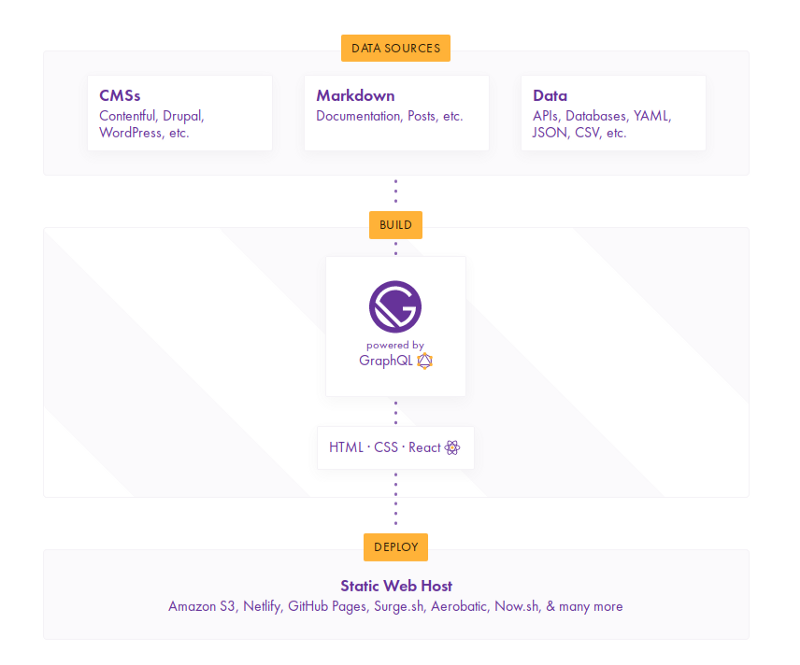 DATA SOURCES
CMSs
Contentful, Drupal,
WordPress, etc.
Markdown
Documentation, Posts, etc.
Data
APIs, Databases, YAML,
JSON, CSV, etc.
BUILD
powered by
GraphQL
HTML · CSS · React
DEPLOY
Static Web Host
Amazon S3, Netlify, GitHub Pages, Surge.sh, Aerobatic, Now.sh, & many more